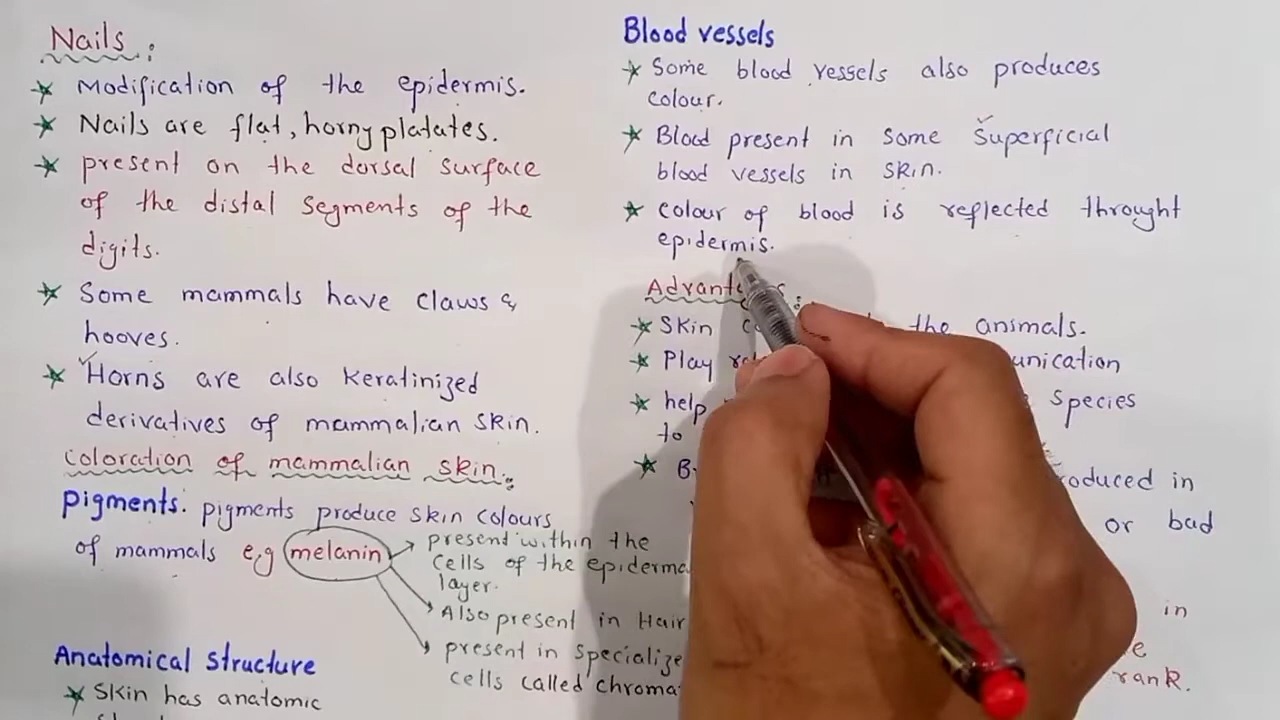 Nails :
Modification of the epidermis.
Nails are flat, horny platates.
present on the dorsal surface
of the distal segments of the
digits.
Some mammals have claws &
hooves.
Horns are also keratinized
derivatives of mammalian skin.
Coloration of mammalian skin.
Pigments: pigments produce skin colours
of mammals e,g melanin
present within the
cells of the epiderma
layer.
Also present in Hair
present in specialize
cells called chroma
Anatomical structure
Skin has anatomic
Blood vessels
Some blood vessels also produces
colour.
Blood present in some superficial
blood vessels in skin.
colour of blood is reflected throught
epidermis.
Skin the animals.
Play
help species
to
in
or bad
in
rank.